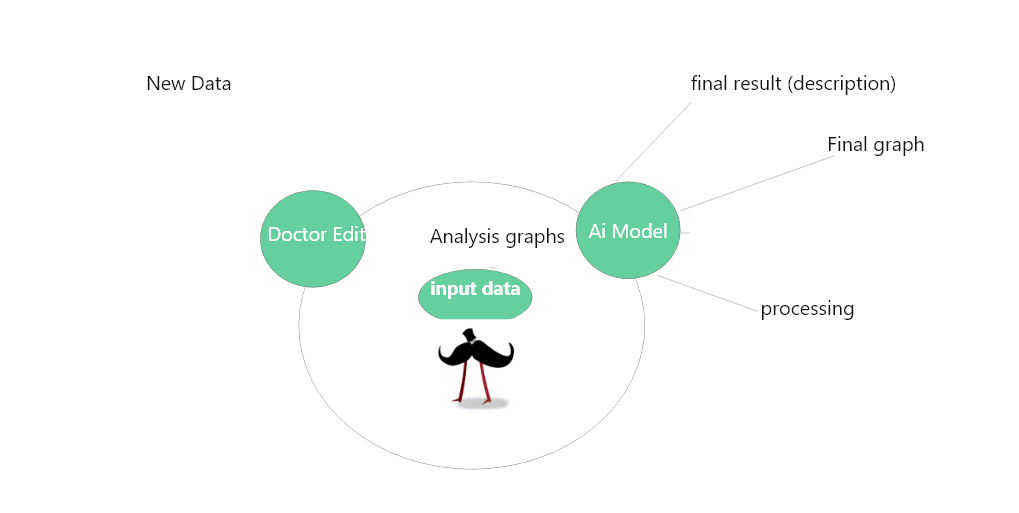 New Data
final result (description)
Final graph
Doctor Edit
Analysis graphs
Ai Model
input data
processing